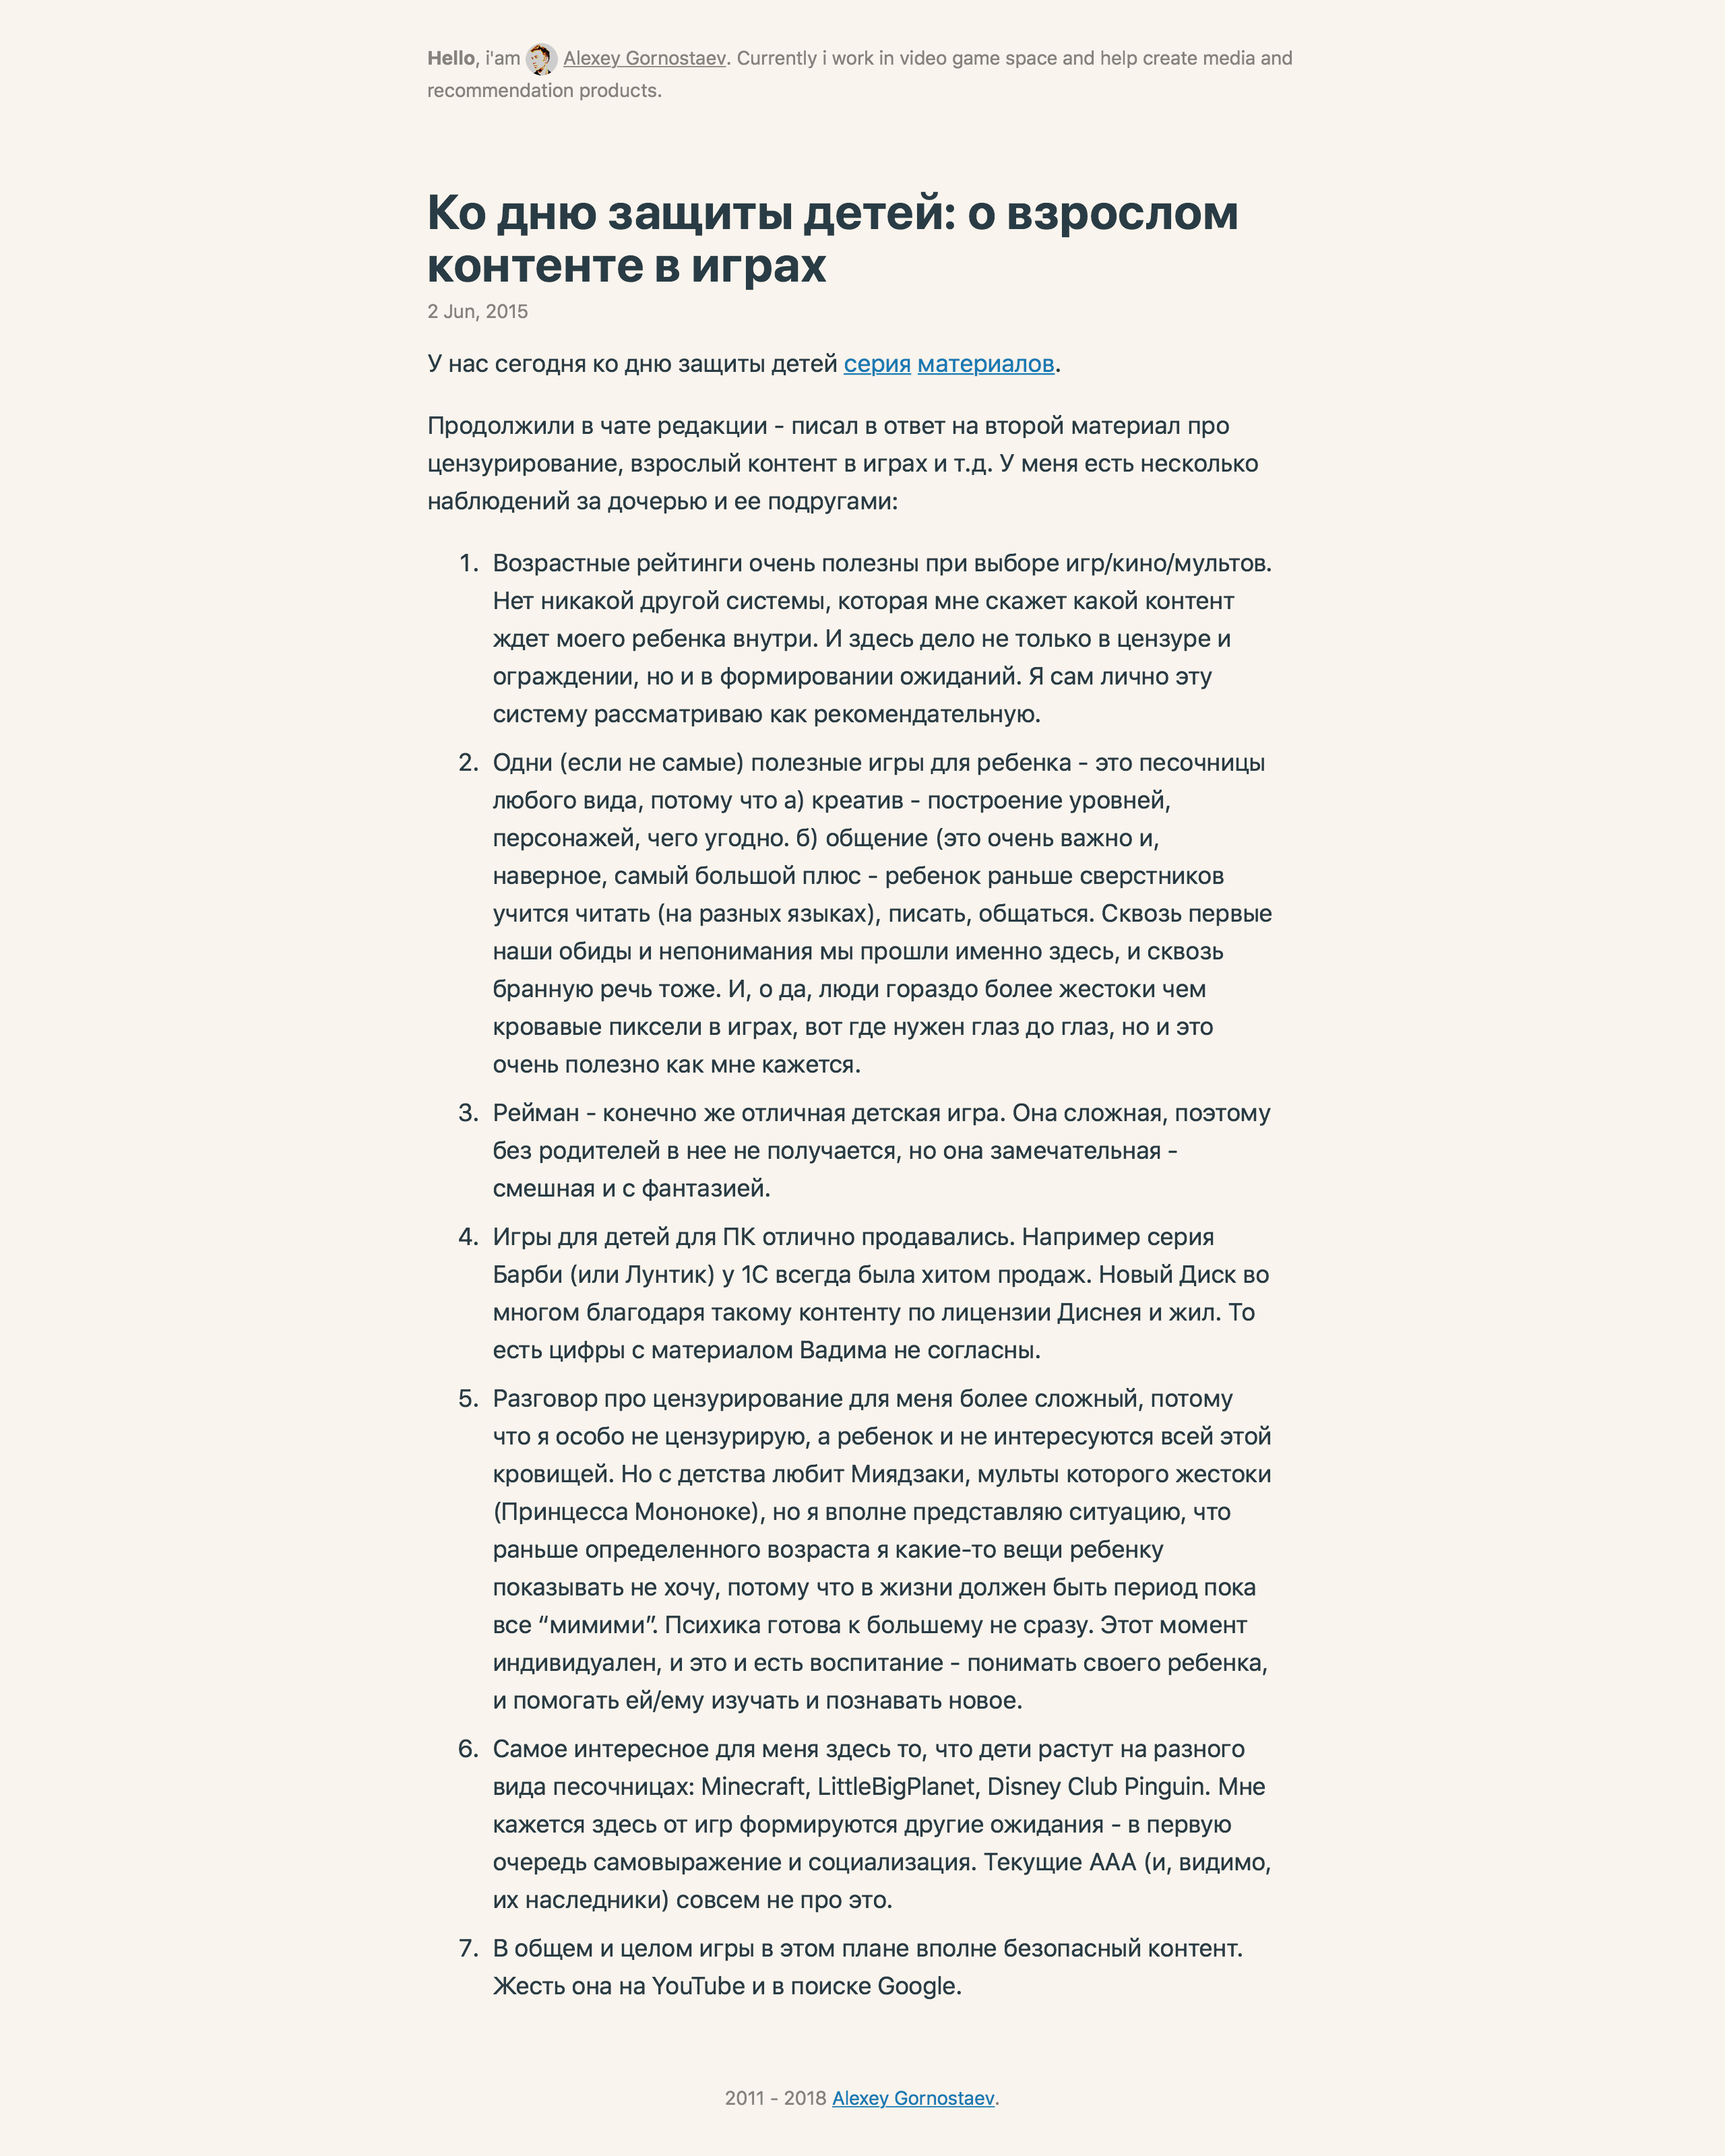 Hello, i'am Alexey Gornostaev. Currently i work in video game space and help create media and
recommendation products.
Ко дню защиты детей: о взрослом
контенте в играх
2 Jun, 2015
У нас сегодня ко дню защиты детей серия материалов.
Продолжили в чате редакции - писал в ответ на второй материал про
цензурирование, взрослый контент в играх и т.д. У меня есть несколько
наблюдений за дочерью и ее подругами:
1. Возрастные рейтинги очень полезны при выборе игр/кино/мультов.
Нет никакой другой системы, которая мне скажет какой контент
ждет моего ребенка внутри. И здесь дело не только в цензуре и
ограждении, но и в формировании ожиданий. Я сам лично эту
систему рассматриваю как рекомендательную.
2. Одни (если не самые) полезные игры для ребенка - это песочницы
любого вида, потому что а) креатив - построение уровней,
персонажей, чего угодно. б) общение (это очень важно и,
наверное, самый большой плюс - ребенок раньше сверстников
учится читать (на разных языках), писать, общаться. Сквозь первые
наши обиды и непонимания мы прошли именно здесь, и сквозь
бранную речь тоже. И, о да, люди гораздо более жестоки чем
кровавые пиксели в играх, вот где нужен глаз до глаз, но и это
очень полезно как мне кажется.
3. Рейман - конечно же отличная детская игра. Она сложная, поэтому
без родителей в нее не получается, но она замечательная -
смешная и с фантазией.
4. Игры для детей для ПК отлично продавались. Например серия
Барби (или Лунтик) у 1С всегда была хитом продаж. Новый Диск во
многом благодаря такому контенту по лицензии Диснея и жил. То
есть цифры с материалом Вадима не согласны.
5. Разговор про цензурирование для меня более сложный, потому
что я особо не цензурирую, а ребенок и не интересуются всей этой
кровищей. Но с детства любит Миядзаки, мульты которого жестоки
(Принцесса Мононоке), но я вполне представляю ситуацию, что
раньше определенного возраста я какие-то вещи ребенку
показывать не хочу, потому что в жизни должен быть период пока
все “мимими”. Психика готова к большему не сразу. Этот момент
индивидуален, и это и есть воспитание - понимать своего ребенка,
и помогать ей/ему изучать и познавать новое.
6. Самое интересное для меня здесь то, что дети растут на разного
вида песочницах: Minecraft, LittleBigPlanet, Disney Club Pinguin. Мне
кажется здесь от игр формируются другие ожидания - в первую
очередь самовыражение и социализация. Текущие ААА (и, видимо,
их наследники) совсем не про это.
7. В общем и целом игры в этом плане вполне безопасный контент.
Жесть она на YouTube и в поиске Google.
2011 - 2018 Alexey Gornostaev.